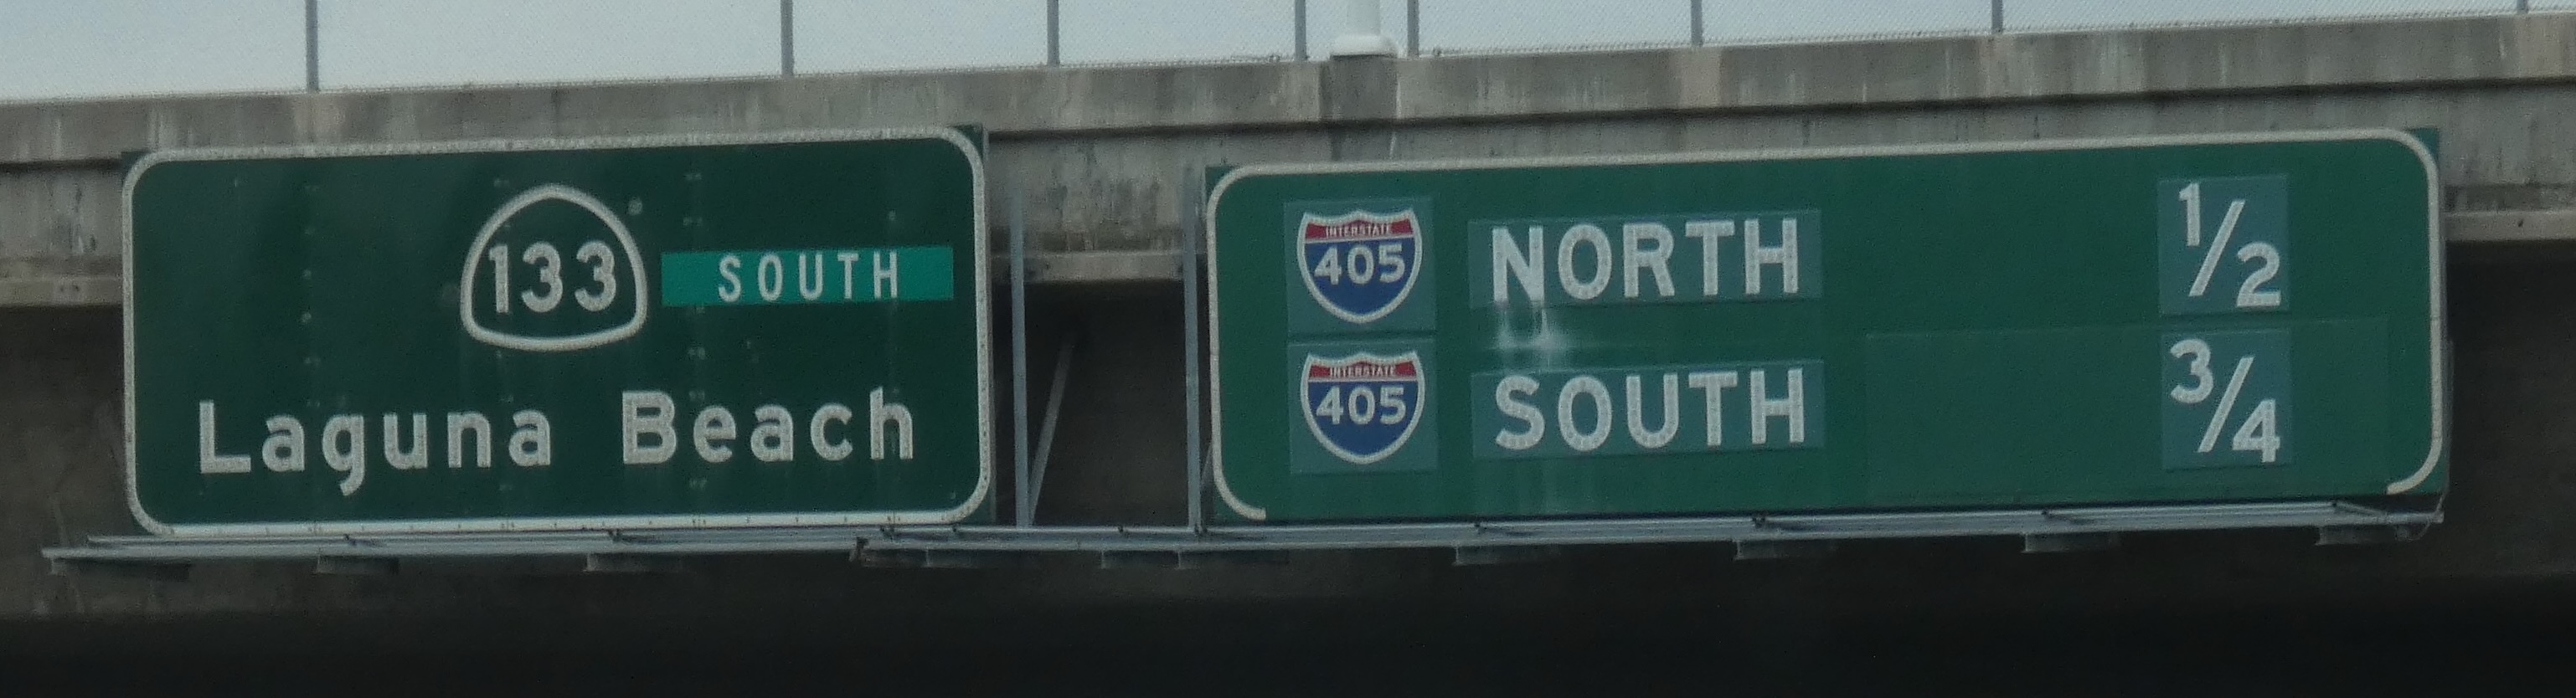 133 SOUTH
Laguna Beach
INTERSTATE 405 NORTH 1/2
INTERSTATE 405 SOUTH 3/4